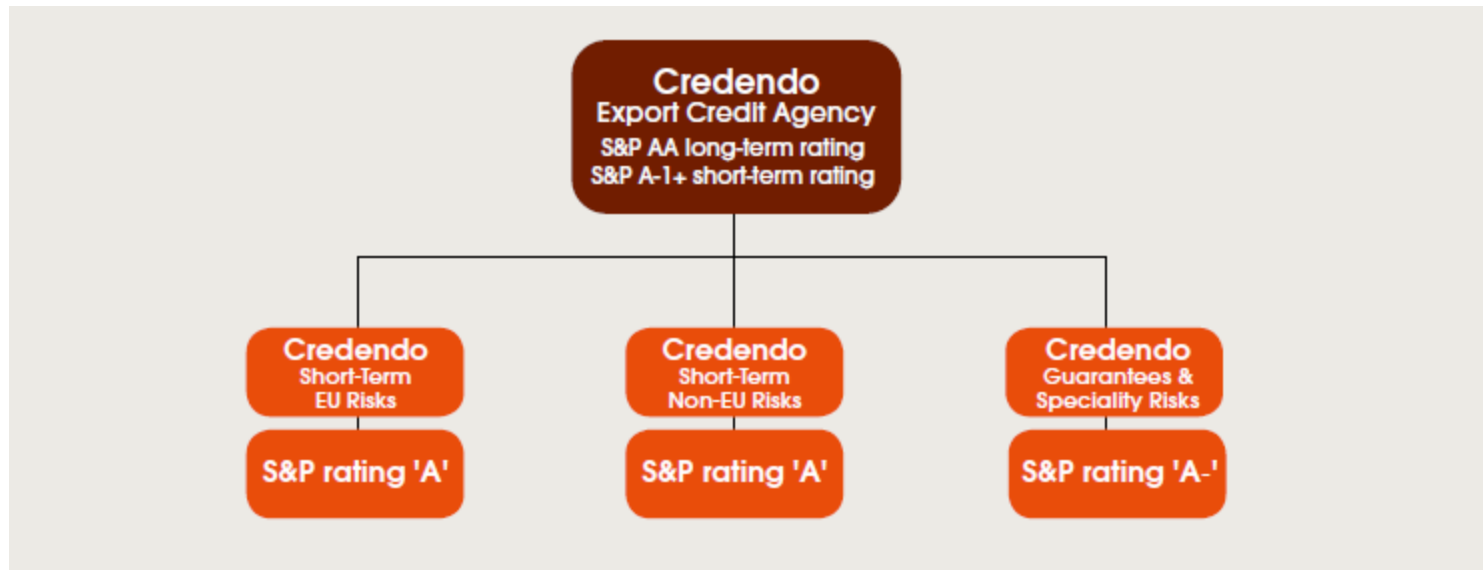 Credendo
Export Credit Agency
S&P AA long-term rating
S&P A-1+ short-term rating
Credendo
Short-Term
EU Risks
S&P rating 'A'
Credendo
Short-Term
Non-EU Risks
S&P rating 'A'
Credendo
Guarantees &
Speciality Risks
S&P rating 'A-'